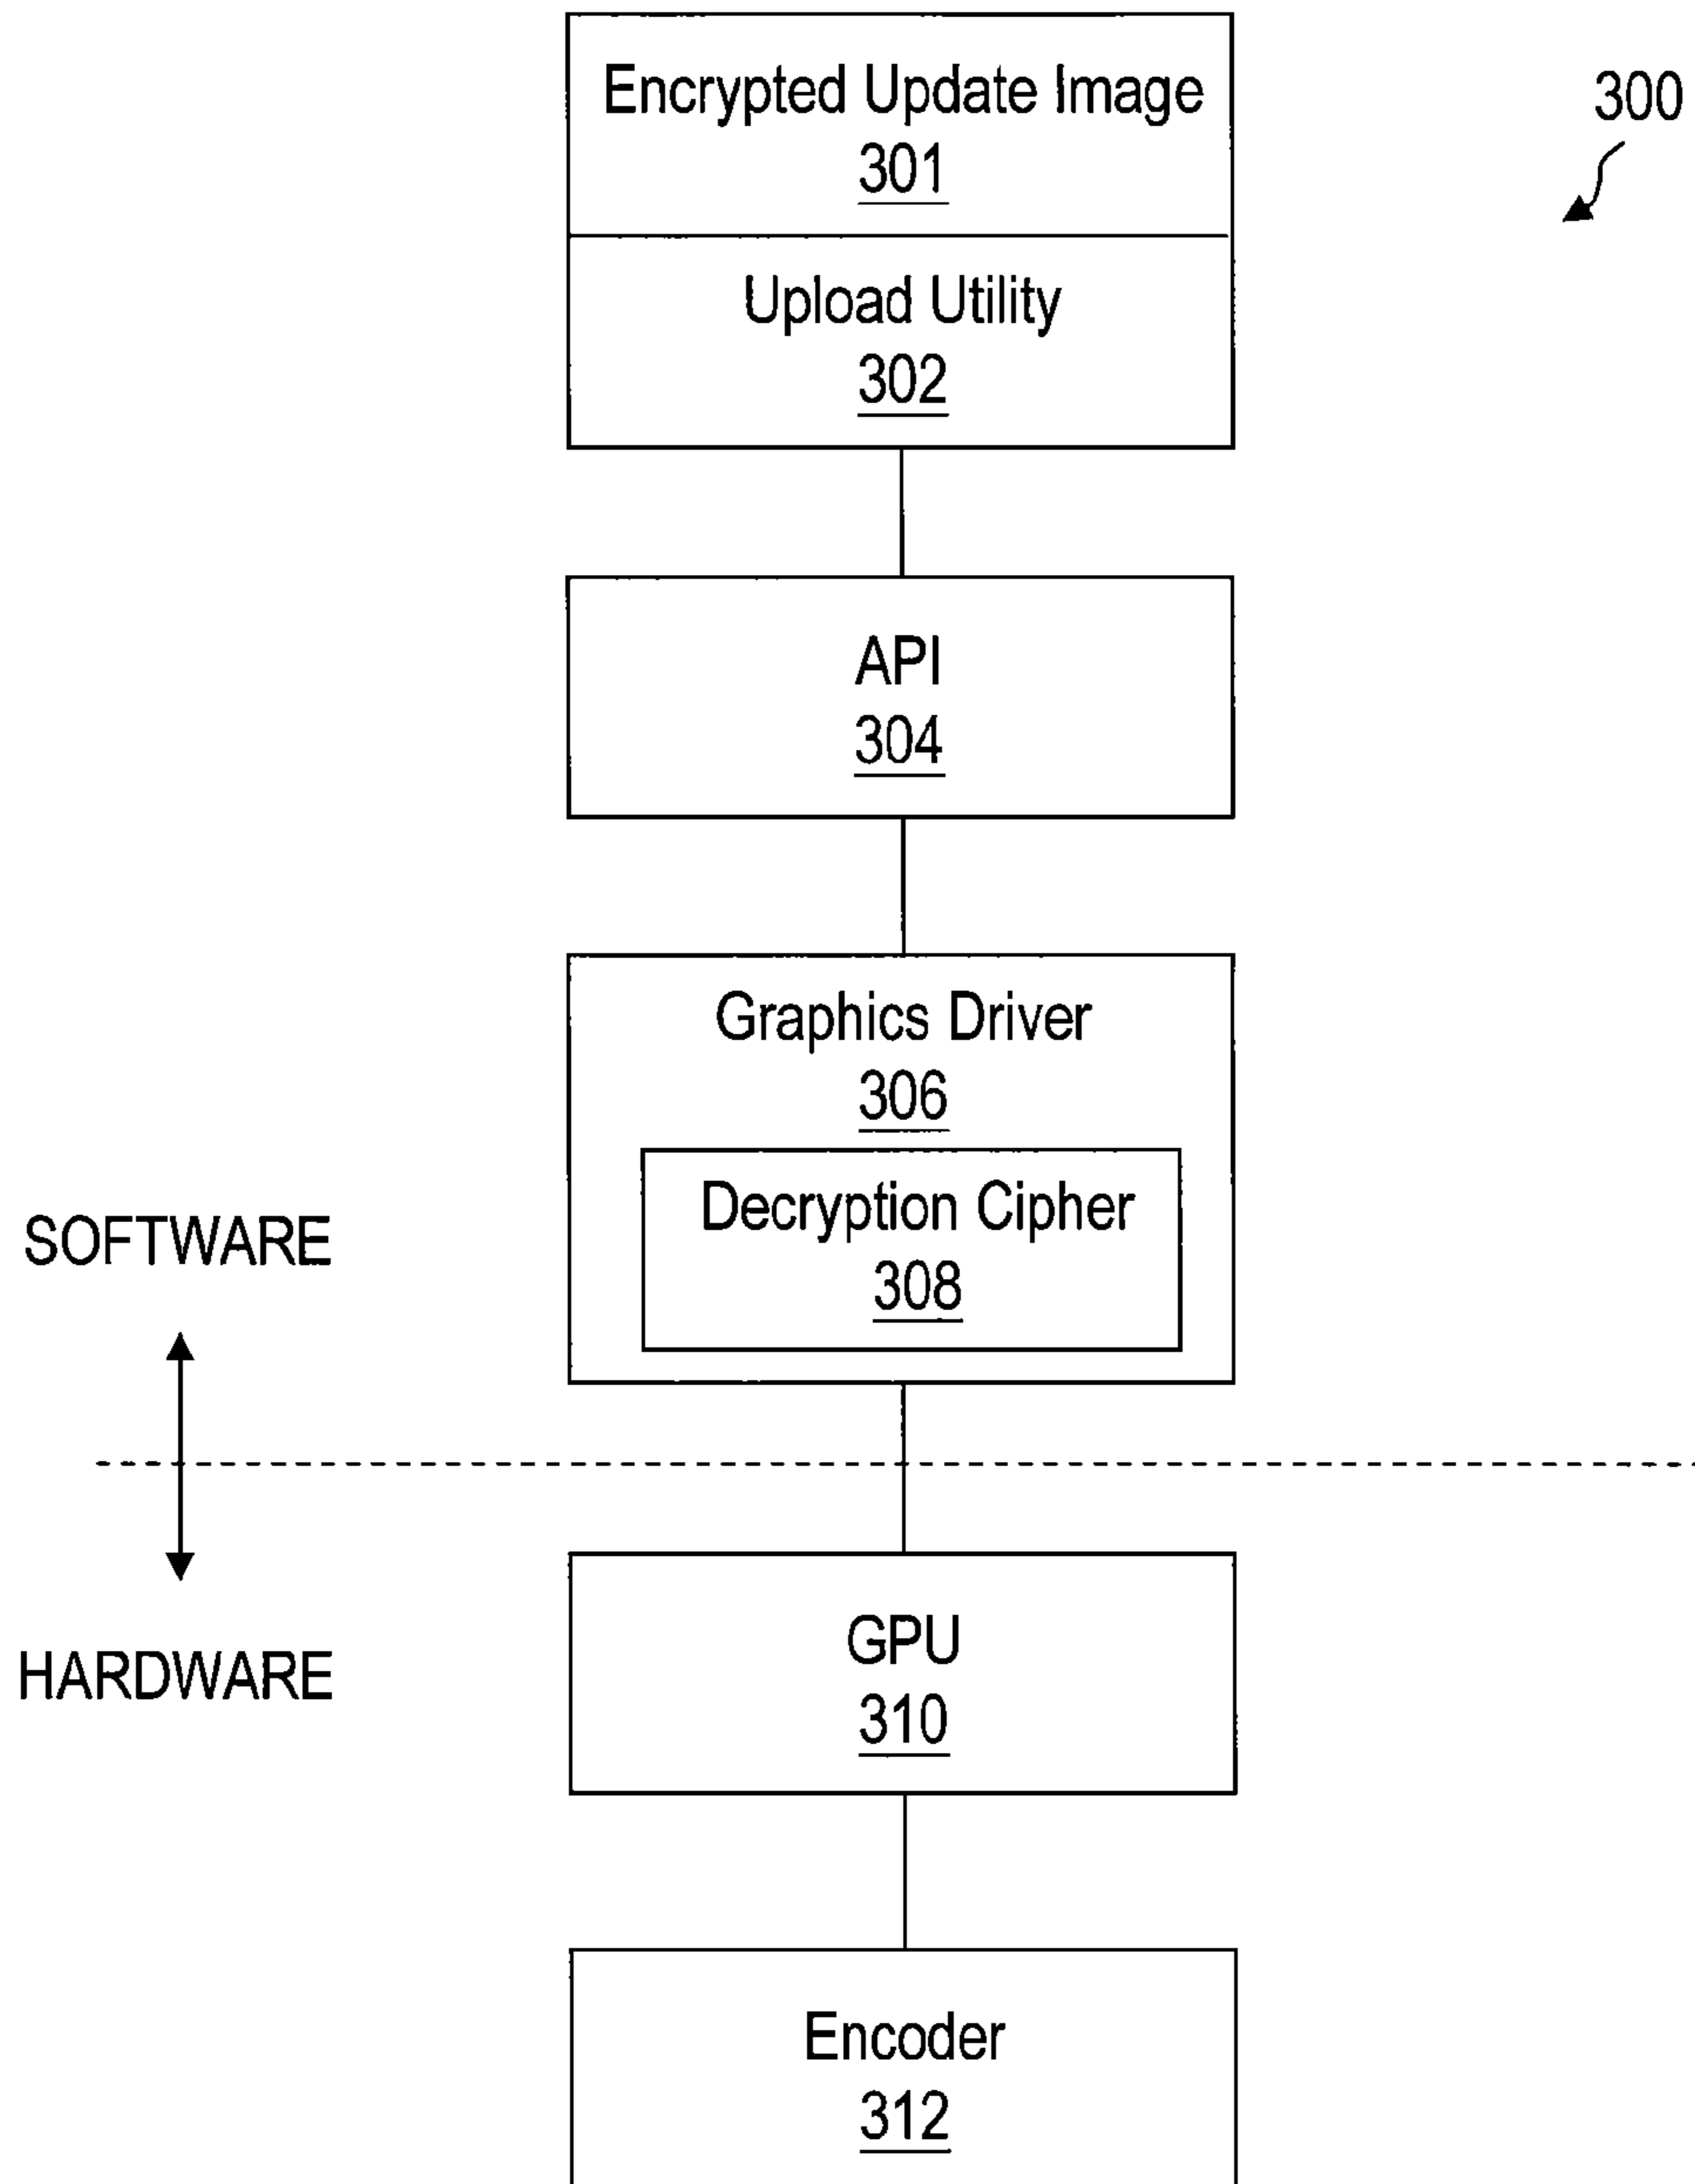 Encrypted Update Image
301
300
Upload Utility
302
API
304
Graphics Driver
306
Decryption Cipher
308
SOFTWARE
HARDWARE
GPU
310
Encoder
312